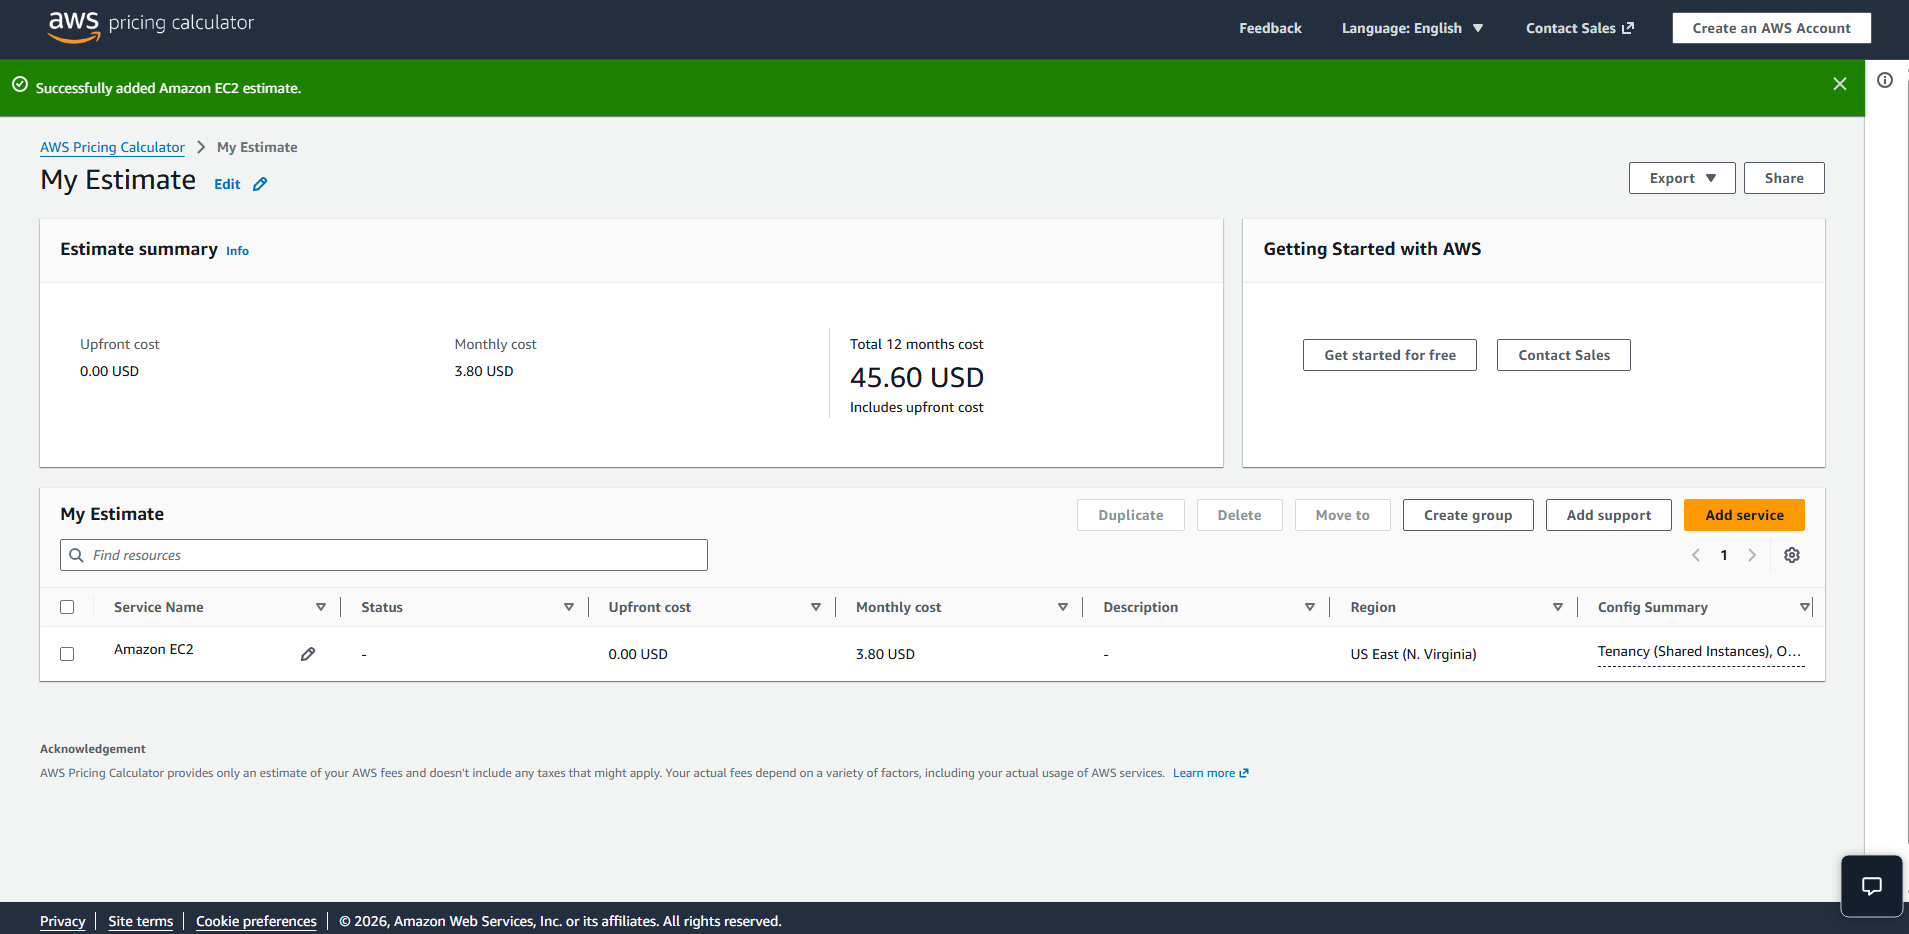 aws pricing calculator
Feedback
Language: English
Contact Sales
Create an AWS Account
Successfully added Amazon EC2 estimate.
AWS Pricing Calculator
My Estimate
My Estimate
Edit
Export
Share
Estimate summary
Info
Getting Started with AWS
Upfront cost
0.00 USD
Monthly cost
3.80 USD
Total 12 months cost
45.60 USD
Includes upfront cost
Get started for free
Contact Sales
My Estimate
Duplicate
Delete
Move to
Create group
Add support
Add service
Find resources
1
Service Name
Status
Upfront cost
Monthly cost
Description
Region
Config Summary
Amazon EC2
-
0.00 USD
3.80 USD
-
US East (N. Virginia)
Tenancy (Shared Instances), O...
Acknowledgement
AWS Pricing Calculator provides only an estimate of your AWS fees and doesn't include any taxes that might apply. Your actual fees depend on a variety of factors, including your actual usage of AWS services. Learn more
Privacy
Site terms
Cookie preferences
© 2026, Amazon Web Services, Inc. or its affiliates. All rights reserved.